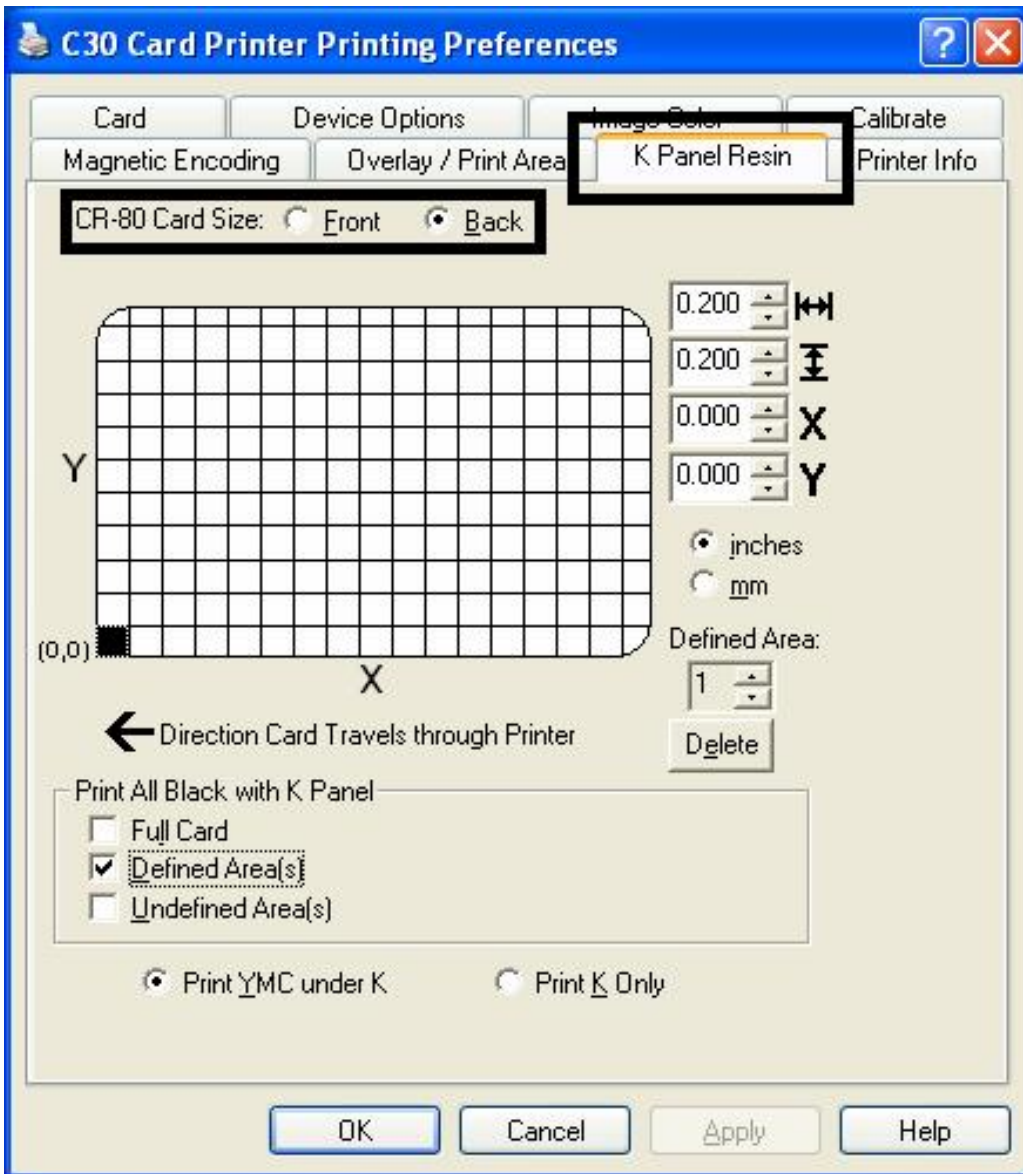 C30 Card Printer Printing Preferences
Card Device Options Image Color Calibrate
Magnetic Encoding Overlay / Print Area K Panel Resin Printer Info
CR-80 Card Size: Front Back
0.200
0.200
0.000 X
Y 0.000 Y
inches
mm
(0,0) Defined Area:
X 1
Direction Card Travels through Printer Delete
Print All Black with K Panel
Full Card
Defined Area(s)
Undefined Area(s)
Print YMC under K Print K Only
OK Cancel Apply Help